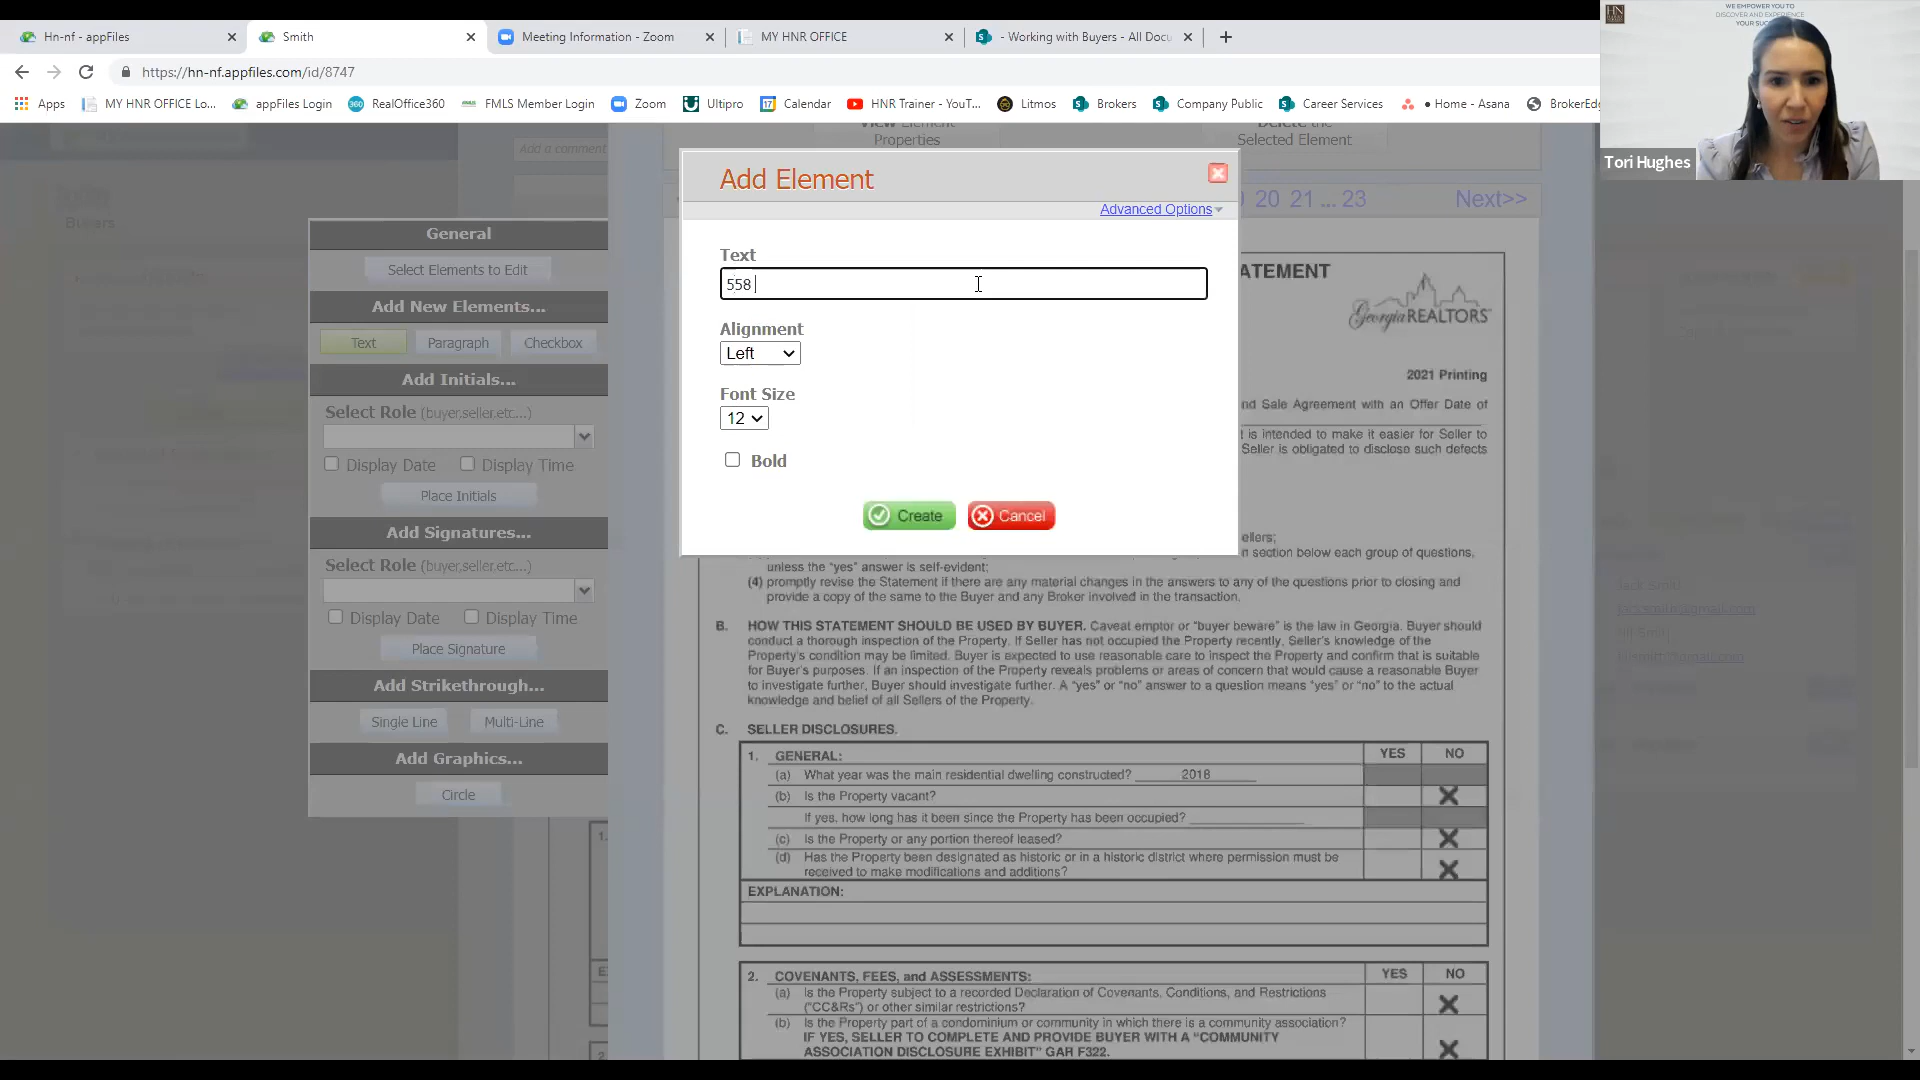 Hn-nf - appFiles
Smith
Meeting Information - Zoom
MY HNR OFFICE
- Working with Buyers - All Docu
https://hn-nf.appfiles.com/id/8747
Apps
MY HNR OFFICE Lo...
appFiles Login
RealOffice360
FMLS Member Login
Zoom
Ultipro
Calendar
HNR Trainer - YouT...
Litmos
Brokers
Company Public
Career Services
• Home - Asana
BrokerEdg
WE EMPOWER YOU TO
DISCOVER AND EXPERIENCE
YOUR
HN
Tori Hughes
Add a comment
View Element
Properties
Delete the
Selected Element
20 21 ... 23
Next>>
Buyers
General
Select Elements to Edit
Add New Elements...
Text
Paragraph
Checkbox
Add Initials...
Select Role (buyer,seller,etc....)
Display Date
Display Time
Place Initials
Add Signatures...
Select Role (buyer,seller,etc....)
Display Date
Display Time
Place Signature
Add Strikethrough...
Single Line
Multi-Line
Add Graphics...
Circle
Add Element
Advanced Options
Text
558
Alignment
Left
Font Size
12
Bold
Create
Cancel
ATEMENT
GeorgiaREALTORS®
2021 Printing
nd Sale Agreement with an Offer Date of
t is intended to make it easier for Seller to
Seller is obligated to disclose such defects
ellers;
n section below each group of questions,
unless the "yes" answer is self-evident;
(4) promptly revise the Statement if there are any material changes in the answers to any of the questions prior to closing and
provide a copy of the same to the Buyer and any Broker involved in the transaction.
B. HOW THIS STATEMENT SHOULD BE USED BY BUYER. Caveat emptor or "buyer beware" is the law in Georgia. Buyer should
conduct a thorough inspection of the Property. If Seller has not occupied the Property recently, Seller's knowledge of the
Property's condition may be limited. Buyer is expected to use reasonable care to inspect the Property and confirm that is suitable
for Buyer's purposes. If an inspection of the Property reveals problems or areas of concern that would cause a reasonable Buyer
to investigate further, Buyer should investigate further. A "yes" or "no" answer to a question means "yes" or "no" to the actual
knowledge and belief of all Sellers of the Property.
C. SELLER DISCLOSURES.
1. GENERAL: YES NO
(a) What year was the main residential dwelling constructed? 2018
(b) Is the Property vacant? X
If yes, how long has it been since the Property has been occupied?
(c) Is the Property or any portion thereof leased? X
(d) Has the Property been designated as historic or in a historic district where permission must be
received to make modifications and additions? X
EXPLANATION:
2. COVENANTS, FEES, and ASSESSMENTS: YES NO
(a) Is the Property subject to a recorded Declaration of Covenants, Conditions, and Restrictions
("CC&Rs") or other similar restrictions? X
(b) Is the Property part of a condominium or community in which there is a community association?
IF YES, SELLER TO COMPLETE AND PROVIDE BUYER WITH A "COMMUNITY
ASSOCIATION DISCLOSURE EXHIBIT" GAR F322. X